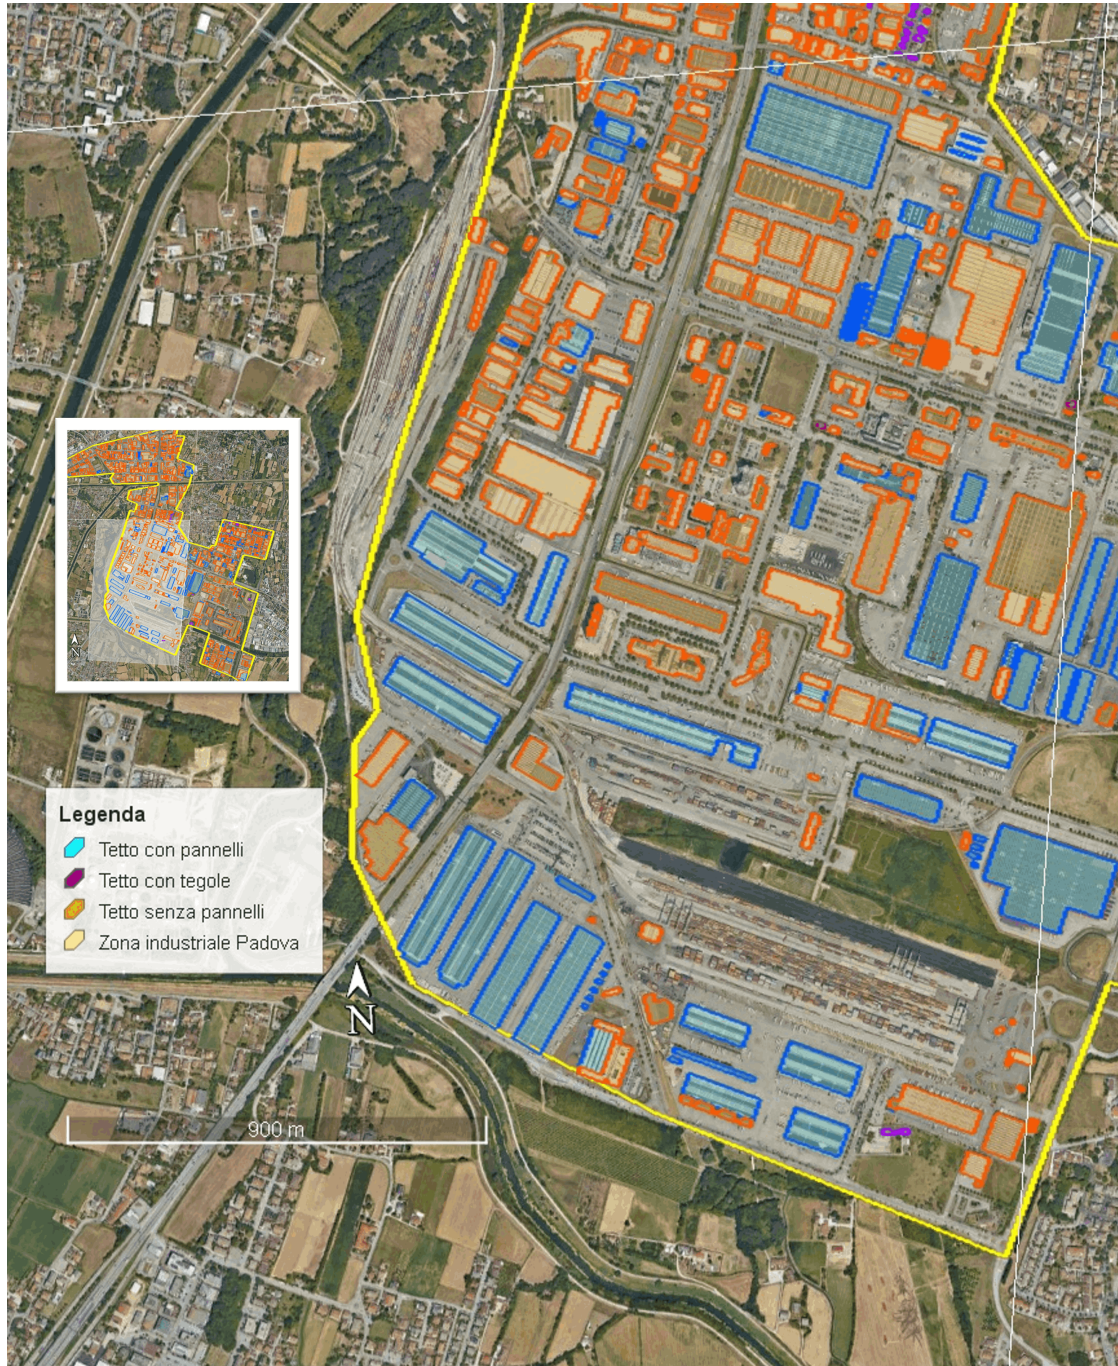 N
Legenda
Tetto con pannelli
Tetto con tegole
Tetto senza pannelli
Zona industriale Padova
N
900 m